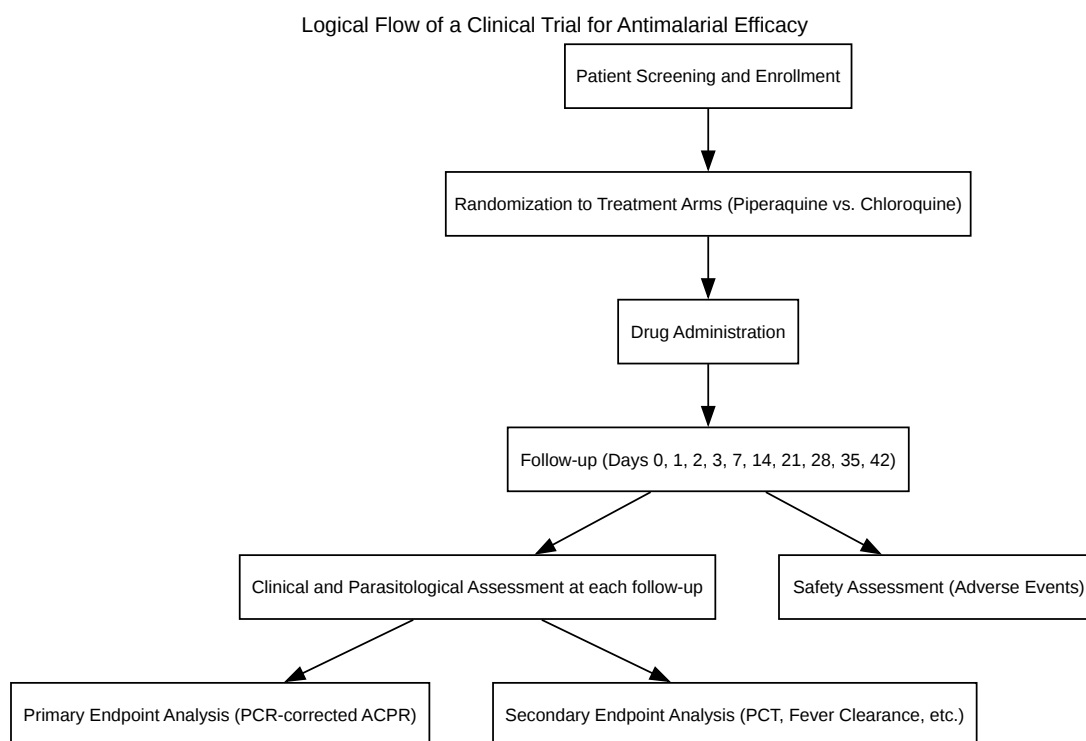 Logical Flow of a Clinical Trial for Antimalarial Efficacy
Patient Screening and Enrollment
Randomization to Treatment Arms (Piperaquine vs. Chloroquine)
Drug Administration
Follow-up (Days 0, 1, 2, 3, 7, 14, 21, 28, 35, 42)
Clinical and Parasitological Assessment at each follow-up
Safety Assessment (Adverse Events)
Primary Endpoint Analysis (PCR-corrected ACPR)
Secondary Endpoint Analysis (PCT, Fever Clearance, etc.)